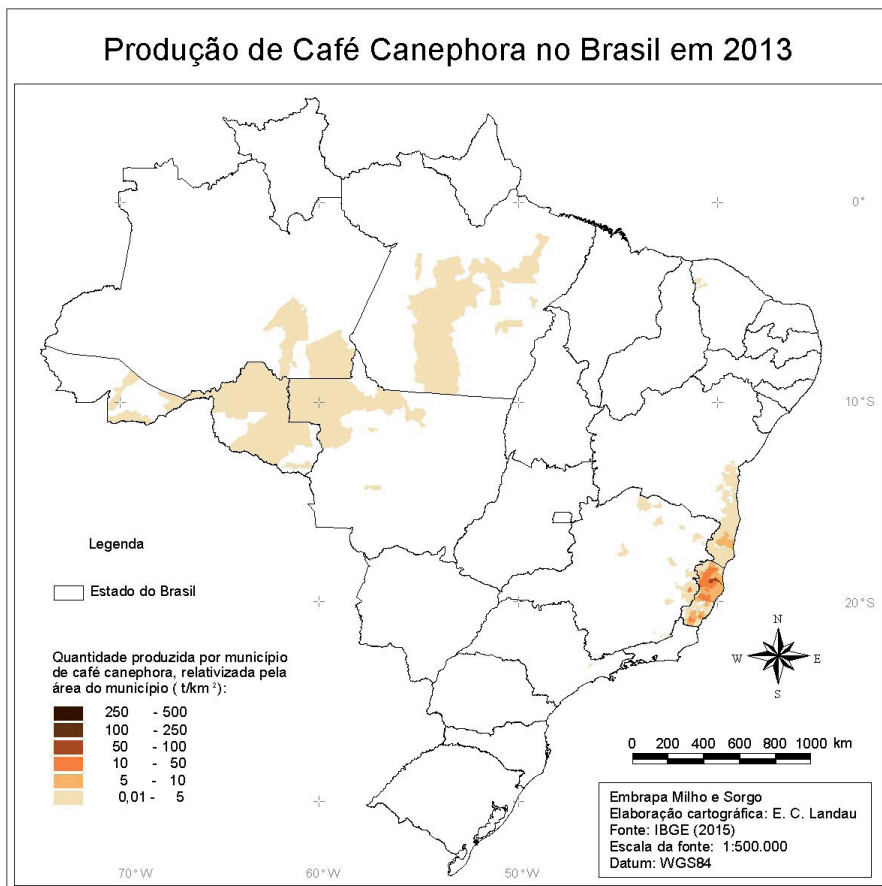 Produção de Café Canephora no Brasil em 2013
0°
10°S
Legenda
Estado do Brasil
20°S
N
W E
S
Quantidade produzida por município
de café canephora, relativizada pela
área do município ( t/km²):
250 - 500
100 - 250
50 - 100
10 - 50
5 - 10
0,01 - 5
0 200 400 600 800 1000 km
Embrapa Milho e Sorgo
Elaboração cartográfica: E. C. Landau
Fonte: IBGE (2015)
Escala da fonte: 1:500.000
Datum: WGS84
70°W 60°W 50°W